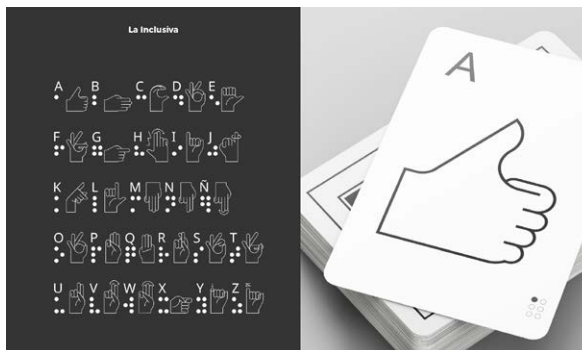 La Inclusiva
A B C D E
F G H I J
K L M N Ñ
O P Q R S T
U V W X Y Z
A